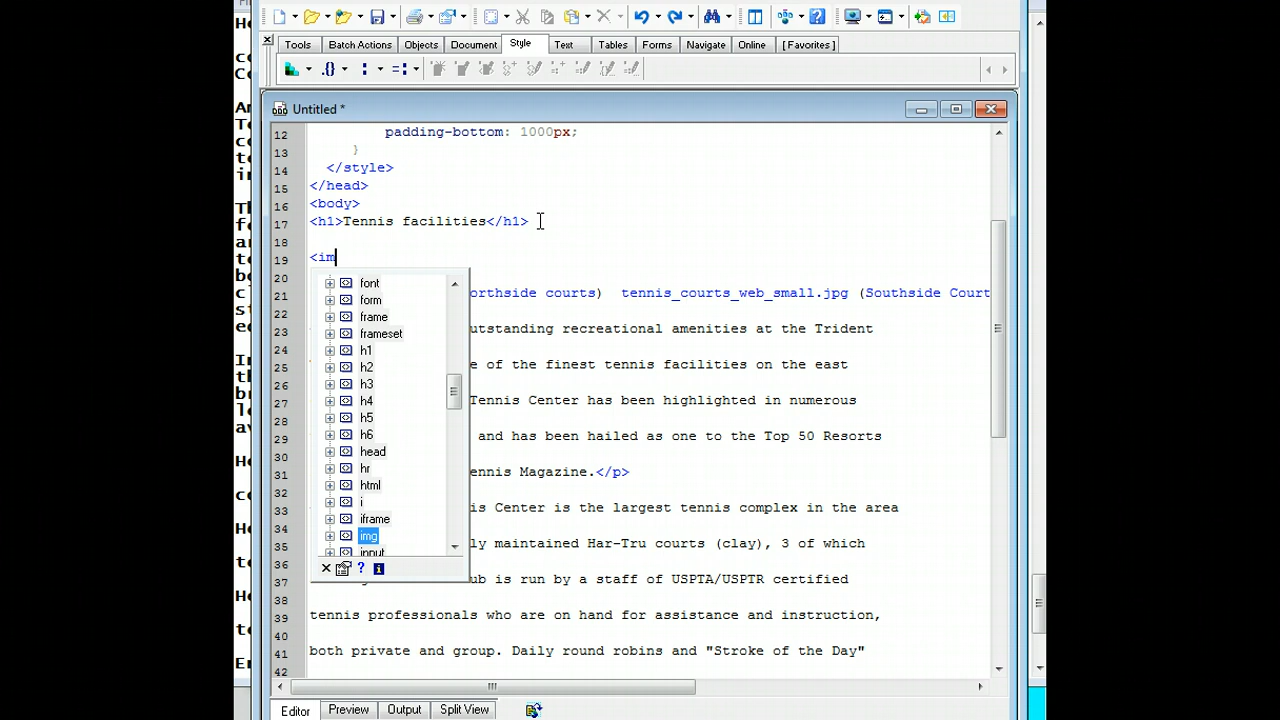 Tools Batch Actions Objects Document Style Text Tables Forms Navigate Online [Favorites]
Untitled *
12 padding-bottom: 1000px;
13 }
14 </style>
15 </head>
16 <body>
17 <h1>Tennis facilities</h1>
18
19 <im
20
21 orthside courts) tennis_courts_web_small.jpg (Southside Court
22
23 utstanding recreational amenities at the Trident
24
25 e of the finest tennis facilities on the east
26
27 Tennis Center has been highlighted in numerous
28
29 and has been hailed as one to the Top 50 Resorts
30
31 ennis Magazine.</p>
32
33 is Center is the largest tennis complex in the area
34
35 ly maintained Har-Tru courts (clay), 3 of which
36
37 ub is run by a staff of USPTA/USPTR certified
38
39 tennis professionals who are on hand for assistance and instruction,
40
41 both private and group. Daily round robins and "Stroke of the Day"
42
font
form
frame
frameset
h1
h2
h3
h4
h5
h6
head
hr
html
i
iframe
img
input
Editor Preview Output Split View